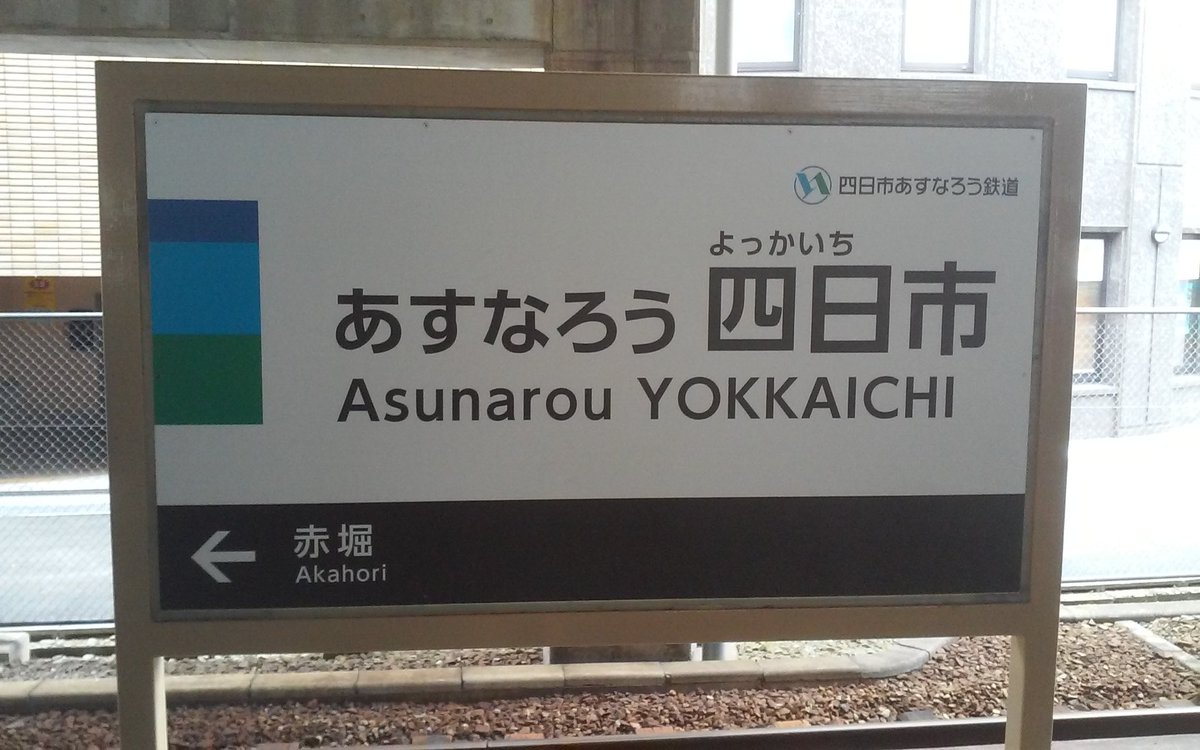 四日市あすなろう鉄道
よっかいち
あすなろう 四日市
Asunarou YOKKAICHI
赤堀
Akahori